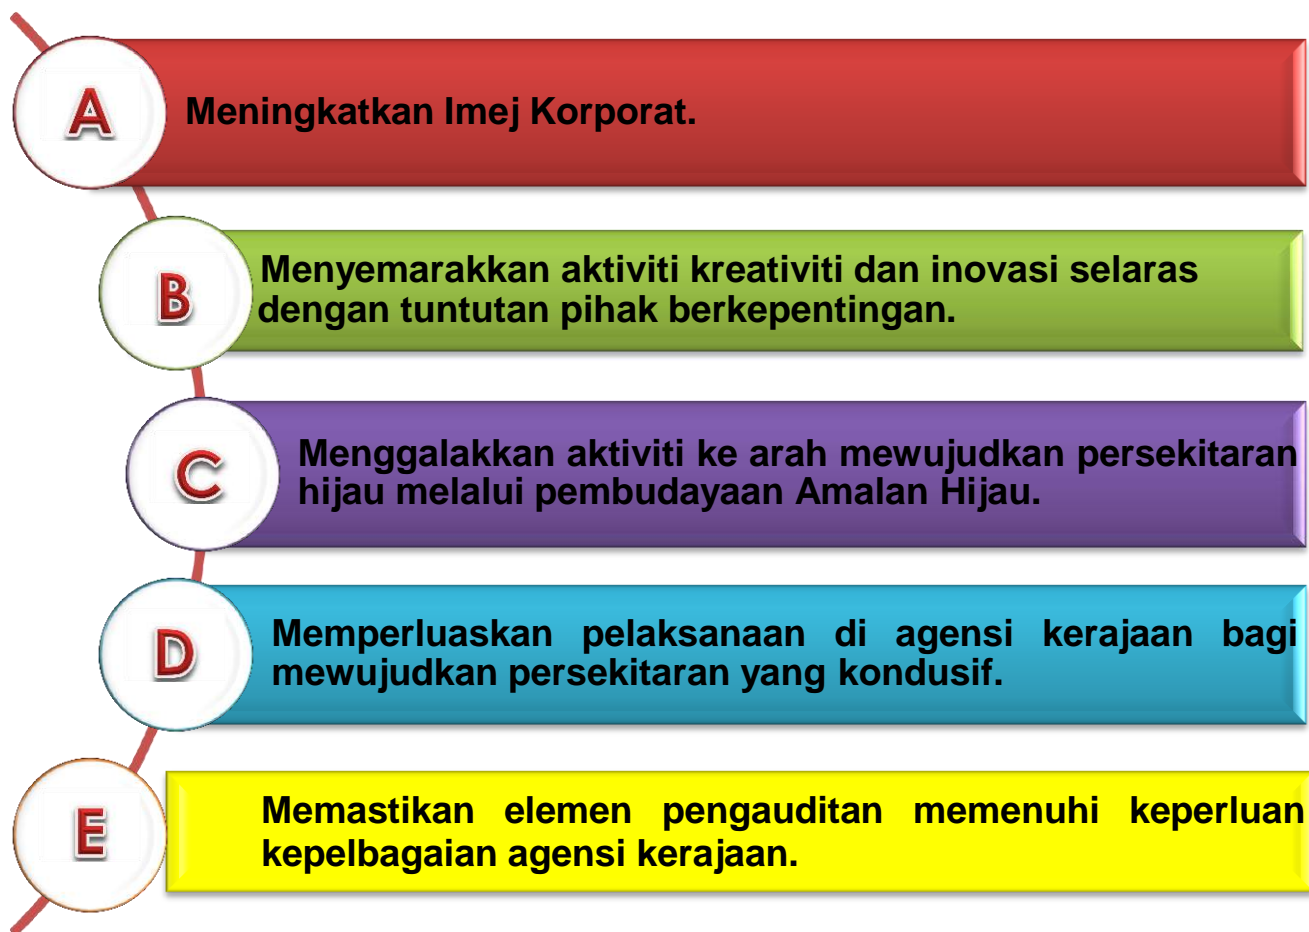 A
Meningkatkan Imej Korporat.
B
Menyemarakkan aktiviti kreativiti dan inovasi selaras
dengan tuntutan pihak berkepentingan.
C
Menggalakkan aktiviti ke arah mewujudkan persekitaran
hijau melalui pembudayaan Amalan Hijau.
D
Memperluaskan pelaksanaan di agensi kerajaan bagi
mewujudkan persekitaran yang kondusif.
E
Memastikan elemen pengauditan memenuhi keperluan
kepelbagaian agensi kerajaan.